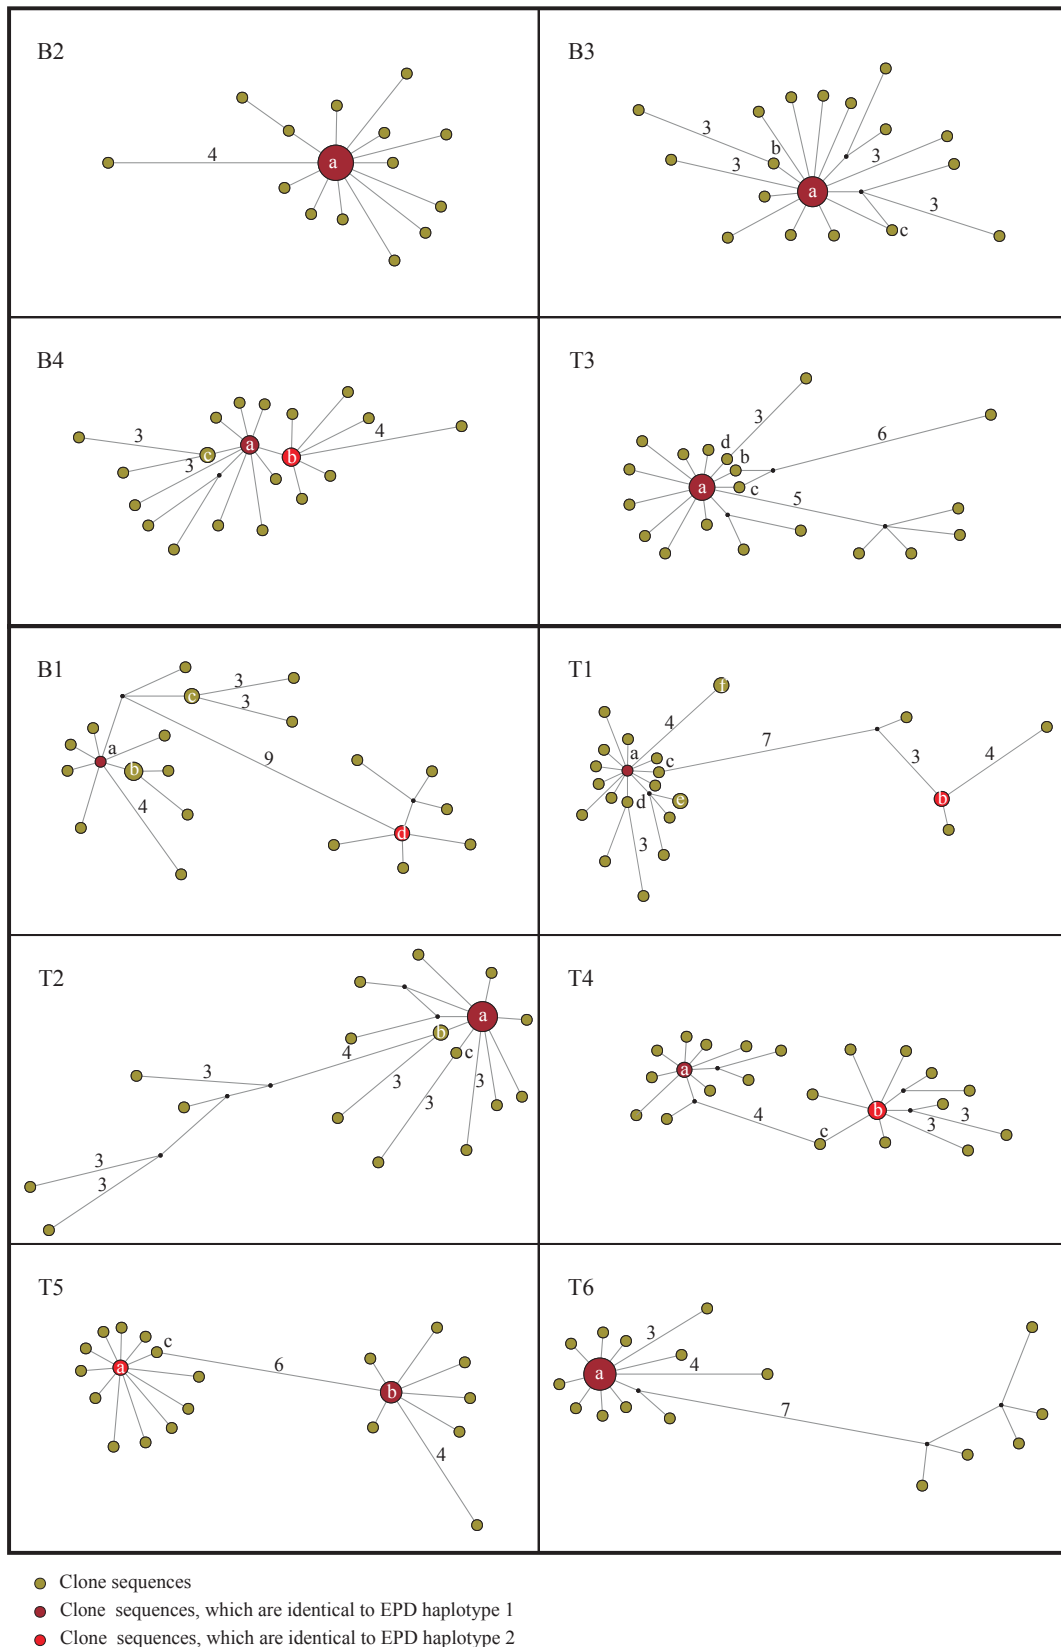 B2
4
a
B3
3
b
3
3
a
3
c
B4
3
c
a
b
4
3
T3
3
d
b
6
a
c
5
B1
c
3
3
a
b
9
4
d
T1
f
4
a
c
7
3
4
d
e
b
3
T2
a
b
c
4
3
3
3
3
3
3
T4
a
4
b
c
3
3
T5
c
a
6
b
4
T6
3
a
4
7
Clone sequences
Clone sequences, which are identical to EPD haplotype 1
Clone sequences, which are identical to EPD haplotype 2